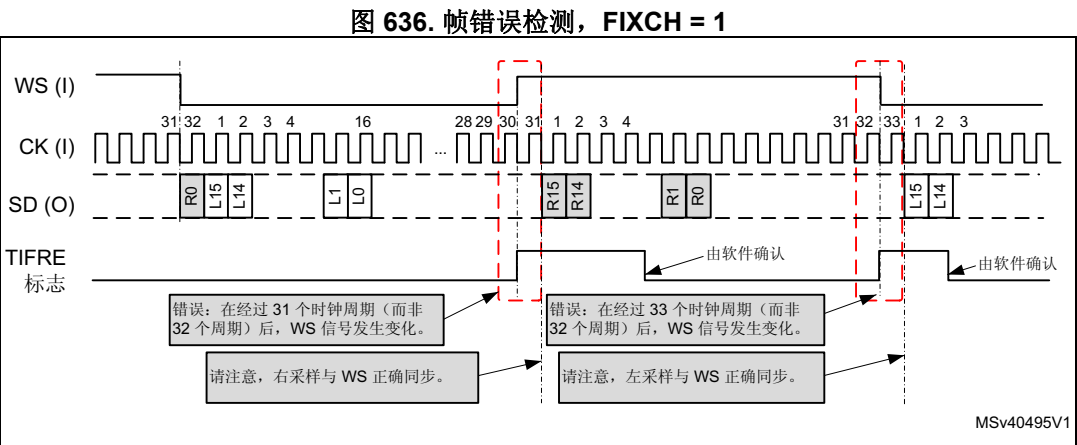 图 636. 帧错误检测，FIXCH = 1
WS (I)
31 32 1 2 3 4 16 28 29 30 31 1 2 3 4 31 32 33 1 2 3
CK (I) ...
SD (O) R0 L15 L14 L1 L0 R15 R14 R1 R0 L15 L14
TIFRE
标志
由软件确认
由软件确认
错误：在经过 31 个时钟周期（而非
32 个周期）后，WS 信号发生变化。
错误：在经过 33 个时钟周期（而非
32 个周期）后，WS 信号发生变化。
请注意，右采样与 WS 正确同步。
请注意，左采样与 WS 正确同步。
MSv40495V1